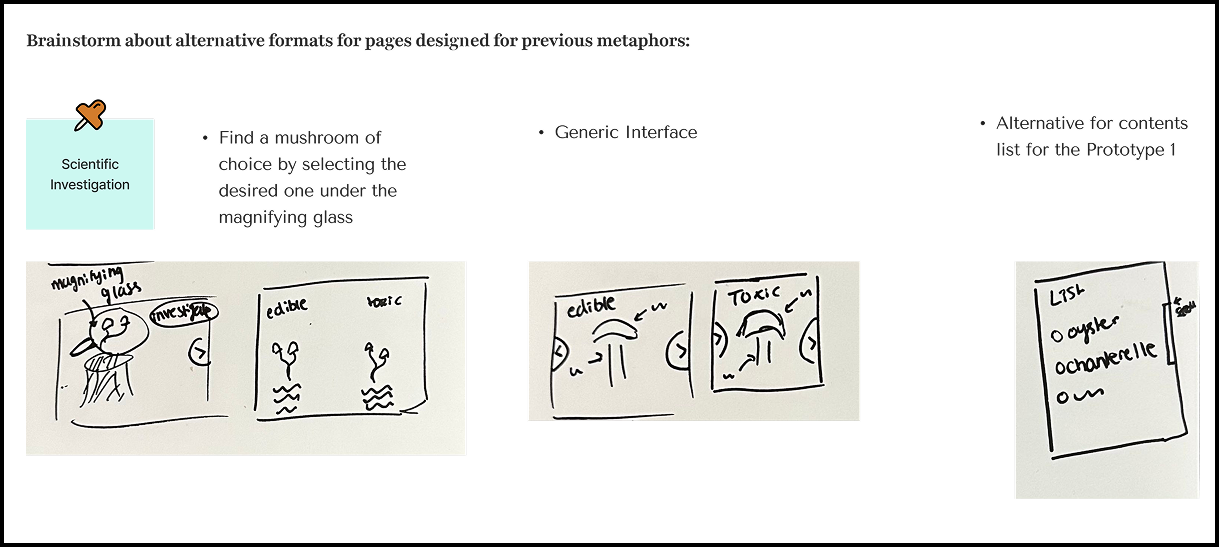 Brainstorm about alternative formats for pages designed for previous metaphors:
Scientific
Investigation
• Find a mushroom of
choice by selecting the
desired one under the
magnifying glass
• Generic Interface
• Alternative for contents
list for the Prototype 1
magnifying
glass
investigate
edible
toxic
edible
Toxic
List
oyster
chanterelle